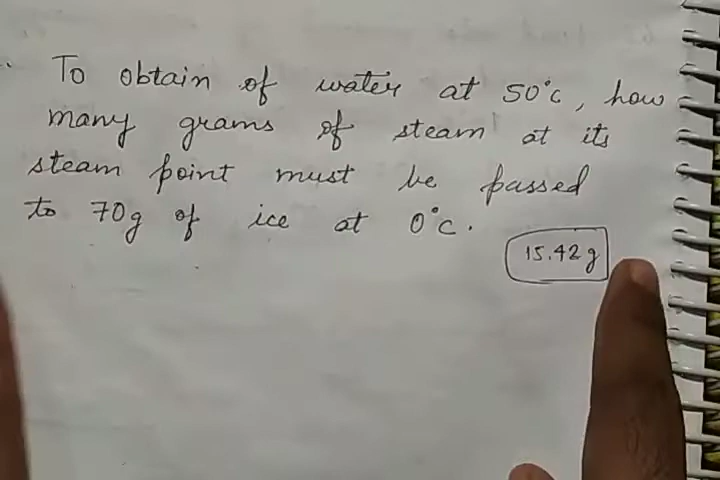 To obtain of water at 50°c, how
many grams of steam at its
steam point must be passed
to 70g of ice at 0°c.
15.42g